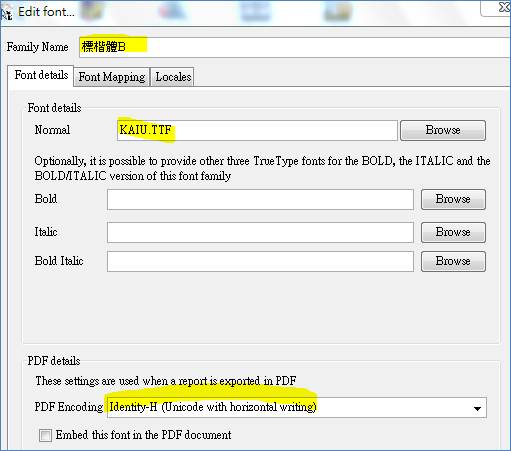 Edit font...
Family Name 標楷體B
Font details Font Mapping Locales
Font details
Normal KAIU.TTF Browse
Optionally, it is possible to provide other three TrueType fonts for the BOLD, the ITALIC and the
BOLD/ITALIC version of this font family
Bold Browse
Italic Browse
Bold Italic Browse
PDF details
These settings are used when a report is exported in PDF
PDF Encoding Identity-H (Unicode with horizontal writing)
Embed this font in the PDF document